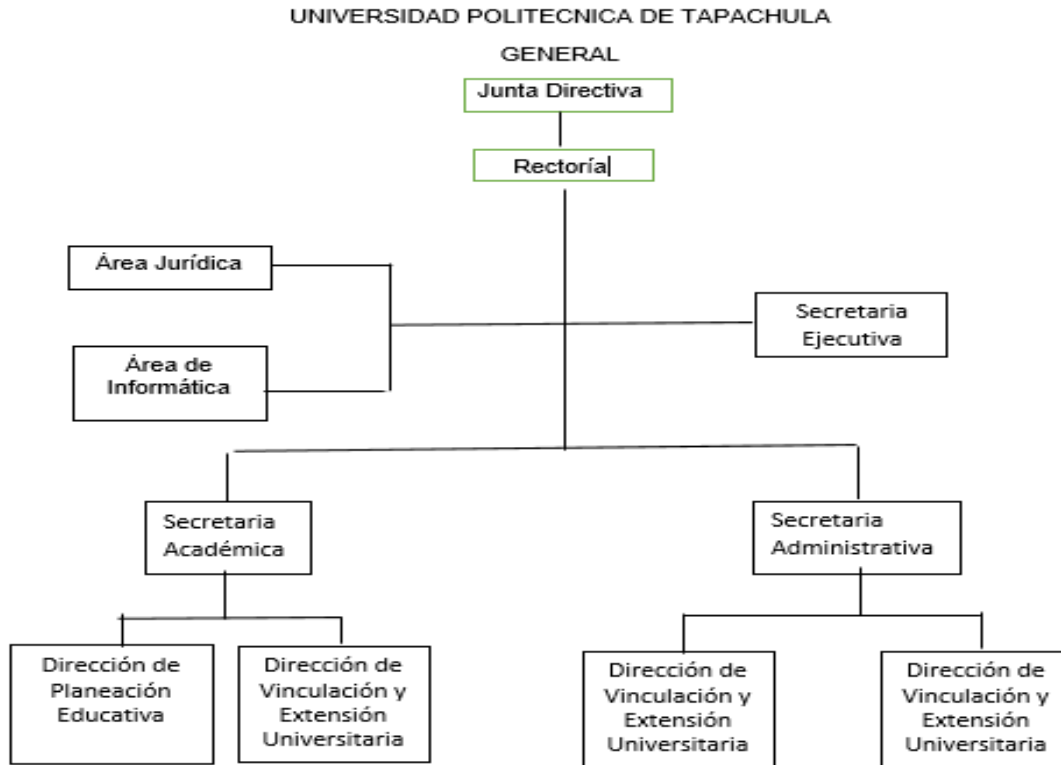 UNIVERSIDAD POLITECNICA DE TAPACHULA
GENERAL
Junta Directiva
Rectoría
Área Jurídica
Secretaria
Ejecutiva
Área de
Informática
Secretaria
Académica
Secretaria
Administrativa
Dirección de
Planeación
Educativa
Dirección de
Vinculación y
Extensión
Universitaria
Dirección de
Vinculación y
Extensión
Universitaria
Dirección de
Vinculación y
Extensión
Universitaria